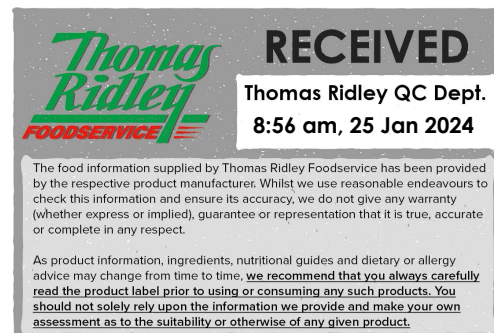 Thomas
Ridley
FOODSERVICE
RECEIVED
Thomas Ridley QC Dept.
8:56 am, 25 Jan 2024
The food information supplied by Thomas Ridley Foodservice has been provided
by the respective product manufacturer. Whilst we use reasonable endeavours to
check this information and ensure its accuracy, we do not give any warranty
(whether express or implied), guarantee or representation that it is true, accurate
or complete in any respect.
As product information, ingredients, nutritional guides and dietary or allergy
advice may change from time to time, we recommend that you always carefully
read the product label prior to using or consuming any such products. You
should not solely rely upon the information we provide and make your own
assessment as to the suitability or otherwise of any given product.